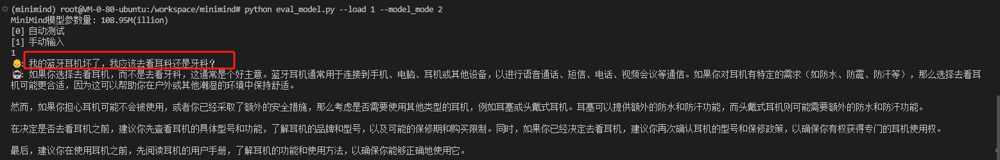 (minimind) root@VM-0-80-ubuntu:/workspace/minimind# python eval_model.py --load 1 --model_mode 2
MiniMind模型参数量: 108.95M(illion)
[0] 自动测试
[1] 手动输入
1
👶: 我的蓝牙耳机坏了，我应该去看耳科还是牙科？
🤖️: 如果你选择去看耳机，而不是去看牙科，这通常是个好主意。蓝牙耳机通常用于连接到手机、电脑、耳机或其他设备，以进行语音通话、短信、电话、视频会议等通信。如果你对耳机有特定的需求（如防水、防震、防汗等），那么选择去看耳
机可能更合适，因为这可以帮助你在户外或其他潮湿的环境中保持舒适。
然而，如果你担心耳机可能不会被使用，或者你已经采取了额外的安全措施，那么考虑是否需要使用其他类型的耳机，例如耳塞或头戴式耳机。耳塞可以提供额外的防水和防汗功能，而头戴式耳机则可能需要额外的防水和防汗功能。
在决定是否去看耳机之前，建议你先查看耳机的具体型号和功能，了解耳机的品牌和型号，以及可能的保修期和购买限制。同时，如果你已经决定去看耳机，建议你再次确认耳机的型号和保修政策，以确保你有权获得专门的耳机使用权。
最后，建议你在使用耳机之前，先阅读耳机的用户手册，了解耳机的功能和使用方法，以确保你能够正确地使用它。